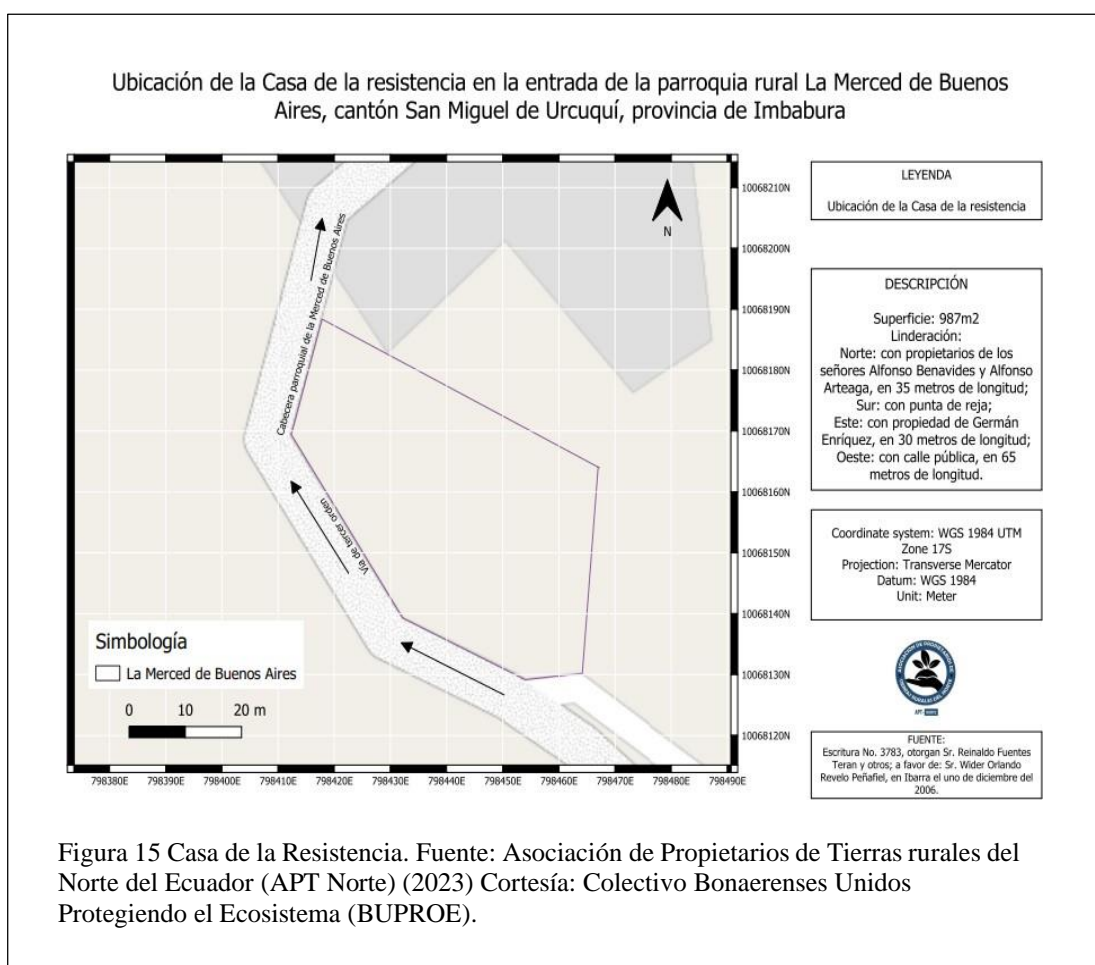 Ubicación de la Casa de la resistencia en la entrada de la parroquia rural La Merced de Buenos
Aires, cantón San Miguel de Urcuquí, provincia de Imbabura
10068210N
10068200N
10068190N
10068180N
10068170N
10068160N
10068150N
10068140N
10068130N
10068120N
N
Cabecera parroquial de la Merced de Buenos Aires
Vía de tercer orden
Simbología
La Merced de Buenos Aires
0 10 20 m
798380E 798390E 798400E 798410E 798420E 798430E 798440E 798450E 798460E 798470E 798480E 798490E
LEYENDA
Ubicación de la Casa de la resistencia
DESCRIPCIÓN
Superficie: 987m2
Linderación:
Norte: con propietarios de los
señores Alfonso Benavides y Alfonso
Arteaga, en 35 metros de longitud;
Sur: con punta de reja;
Este: con propiedad de Germán
Enríquez, en 30 metros de longitud;
Oeste: con calle pública, en 65
metros de longitud.
Coordinate system: WGS 1984 UTM
Zone 17S
Projection: Transverse Mercator
Datum: WGS 1984
Unit: Meter
ASOCIACIÓN DE PROPIETARIOS DE
TIERRAS RURALES DEL NORTE
APT NORTE
FUENTE:
Escritura No. 3783, otorgan Sr. Reinaldo Fuentes
Teran y otros; a favor de: Sr. Wider Orlando
Revelo Peñafiel, en Ibarra el uno de diciembre del
2006.
Figura 15 Casa de la Resistencia. Fuente: Asociación de Propietarios de Tierras rurales del
Norte del Ecuador (APT Norte) (2023) Cortesía: Colectivo Bonaerenses Unidos
Protegiendo el Ecosistema (BUPROE).